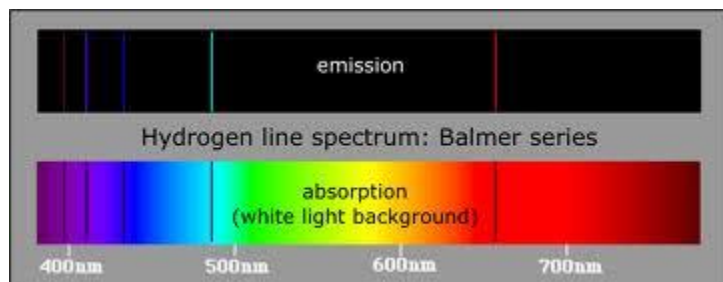 emission
Hydrogen line spectrum: Balmer series
absorption
(white light background)
400nm 500nm 600nm 700nm